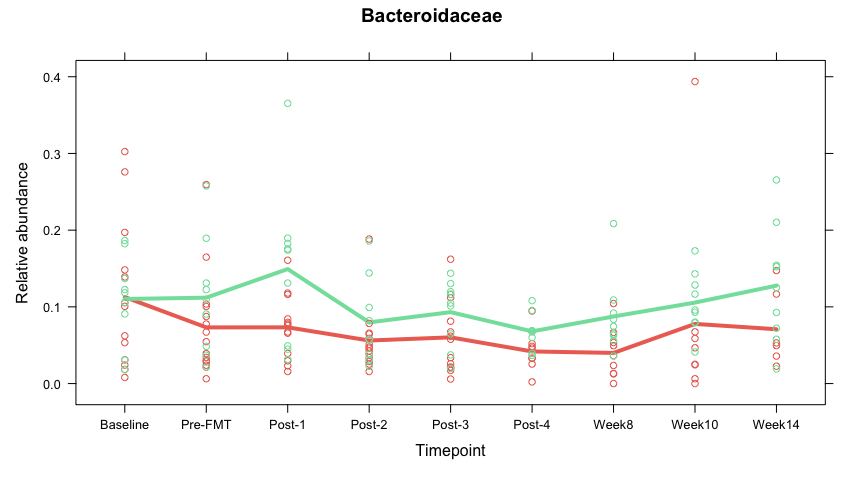 Bacteroidaceae
Relative abundance
0.4
0.3
0.2
0.1
0.0
Baseline Pre-FMT Post-1 Post-2 Post-3 Post-4 Week8 Week10 Week14
Timepoint